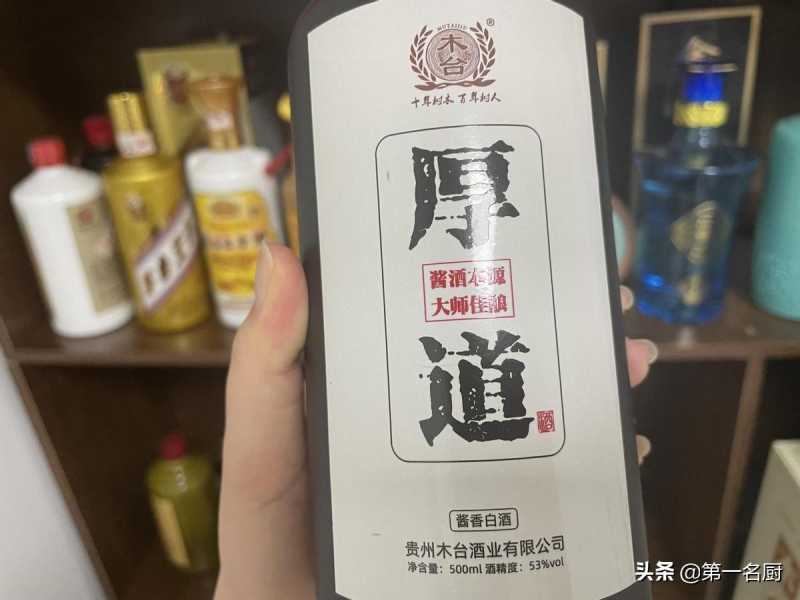 MUTAIJIU
®
木台
十年树木 百年树人
厚
酱酒本源
大师佳酿
道
酱香白酒
贵州木台酒业有限公司
净含量：500ml 酒精度：53%vol
头条 @第一名厨